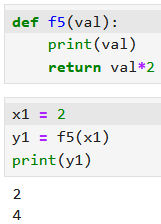 def f5(val):
    print(val)
    return val*2
x1 = 2
y1 = f5(x1)
print(y1)
2
4